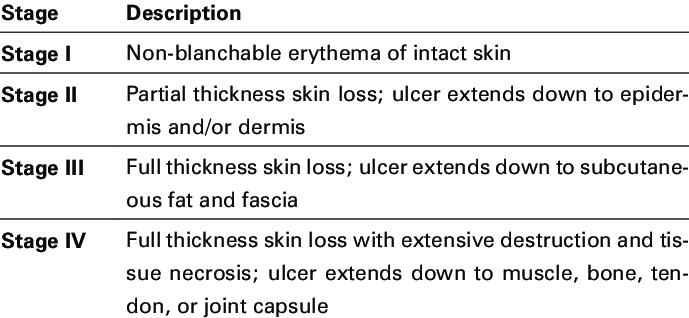 Stage Description
Stage I Non-blanchable erythema of intact skin
Stage II Partial thickness skin loss; ulcer extends down to epider-
mis and/or dermis
Stage III Full thickness skin loss; ulcer extends down to subcutane-
ous fat and fascia
Stage IV Full thickness skin loss with extensive destruction and tis-
sue necrosis; ulcer extends down to muscle, bone, ten-
don, or joint capsule